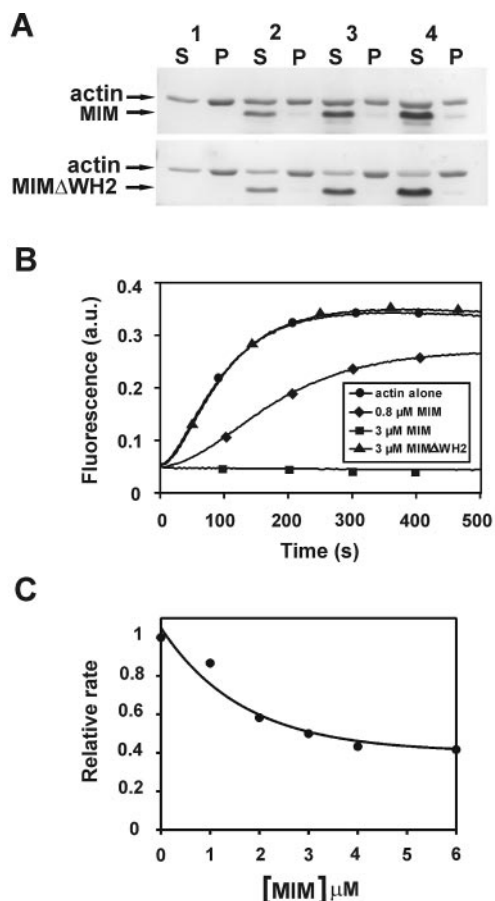 A
1 2 3 4
S P S P S P S P
actin
MIM
actin
MIMΔWH2
B
0.4
0.3
0.2
0.1
0
Fluorescence (a.u.)
actin alone
0.8 μM MIM
3 μM MIM
3 μM MIMΔWH2
0 100 200 300 400 500
Time (s)
C
1
0.8
0.6
0.4
0.2
0
Relative rate
0 1 2 3 4 5 6
[MIM] μM